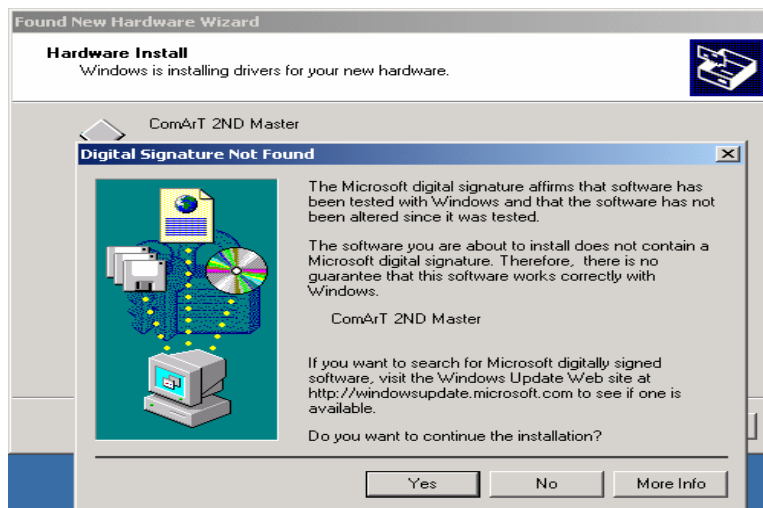 Found New Hardware Wizard
Hardware Install
Windows is installing drivers for your new hardware.
ComArT 2ND Master
Digital Signature Not Found
The Microsoft digital signature affirms that software has
been tested with Windows and that the software has not
been altered since it was tested.
The software you are about to install does not contain a
Microsoft digital signature. Therefore, there is no
guarantee that this software works correctly with
Windows.
ComArT 2ND Master
If you want to search for Microsoft digitally signed
software, visit the Windows Update Web site at
http://windowsupdate.microsoft.com to see if one is
available.
Do you want to continue the installation?
Yes
No
More Info